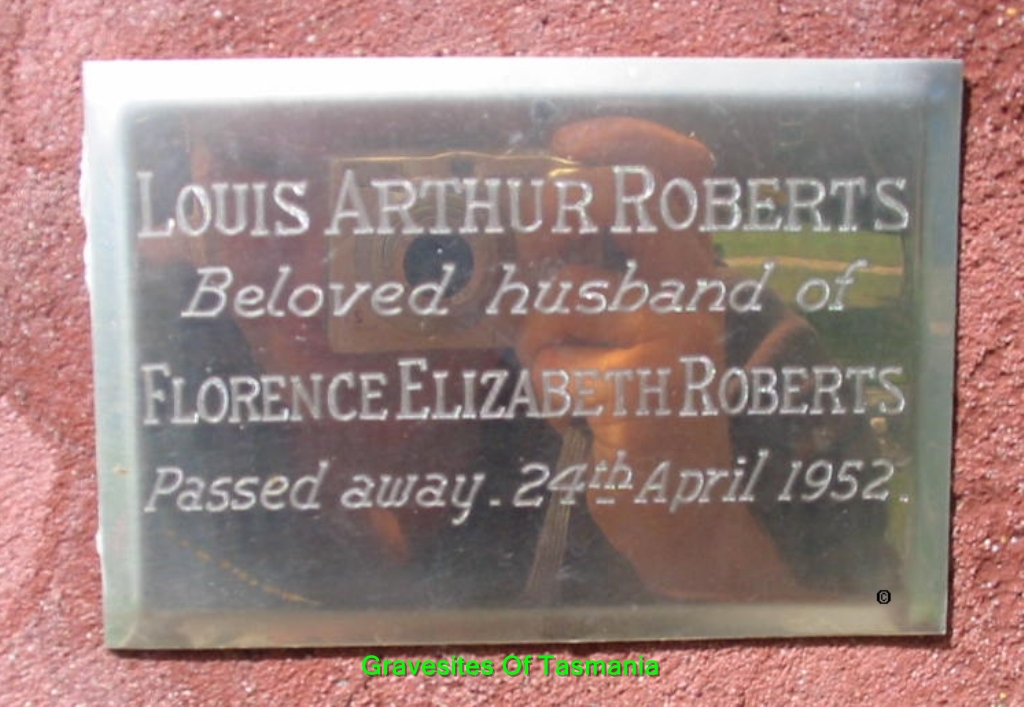 LOUIS ARTHUR ROBERTS
Beloved husband of
FLORENCE ELIZABETH ROBERTS
Passed away. 24th April 1952.
©
Gravesites Of Tasmania